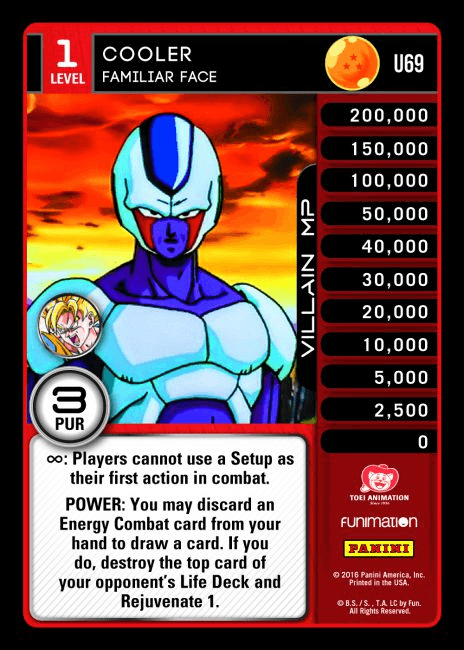 1
LEVEL
COOLER
FAMILIAR FACE
U69
200,000
150,000
100,000
50,000
40,000
30,000
20,000
10,000
5,000
2,500
0
VILLAIN MP
3
PUR
∞: Players cannot use a Setup as
their first action in combat.
POWER: You may discard an
Energy Combat card from your
hand to draw a card. If you
do, destroy the top card of
your opponent's Life Deck and
Rejuvenate 1.
TOEI ANIMATION
Since 1956
FUNIMATION
PANINI
© 2016 Panini America, Inc.
Printed in the USA.
© B.S. / S. , T.A. LC by Fun.
All Rights Reserved.